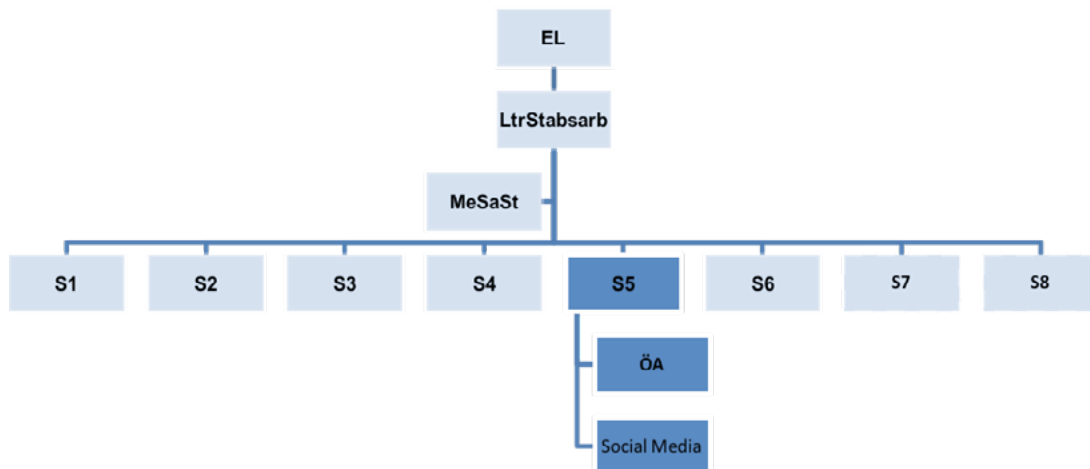 EL
LtrStabsarb
MeSaSt
S1
S2
S3
S4
S5
S6
S7
S8
ÖA
Social Media